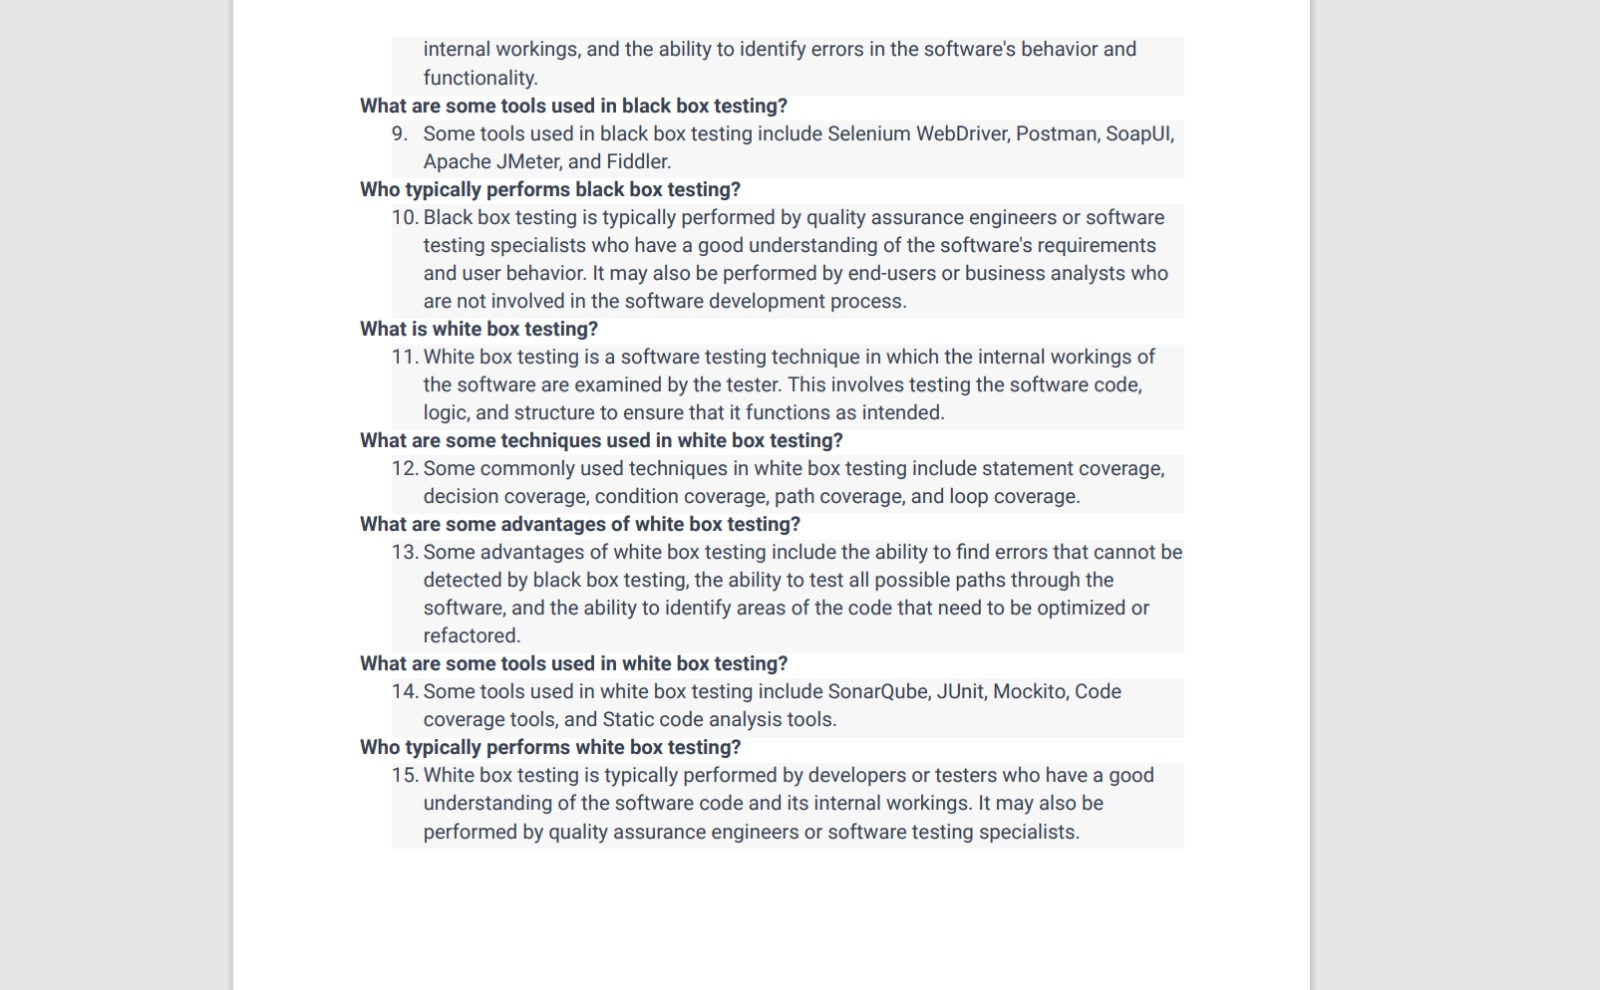 internal workings, and the ability to identify errors in the software's behavior and
functionality.
What are some tools used in black box testing?
9. Some tools used in black box testing include Selenium WebDriver, Postman, SoapUI,
Apache JMeter, and Fiddler.
Who typically performs black box testing?
10. Black box testing is typically performed by quality assurance engineers or software
testing specialists who have a good understanding of the software's requirements
and user behavior. It may also be performed by end-users or business analysts who
are not involved in the software development process.
What is white box testing?
11. White box testing is a software testing technique in which the internal workings of
the software are examined by the tester. This involves testing the software code,
logic, and structure to ensure that it functions as intended.
What are some techniques used in white box testing?
12. Some commonly used techniques in white box testing include statement coverage,
decision coverage, condition coverage, path coverage, and loop coverage.
What are some advantages of white box testing?
13. Some advantages of white box testing include the ability to find errors that cannot be
detected by black box testing, the ability to test all possible paths through the
software, and the ability to identify areas of the code that need to be optimized or
refactored.
What are some tools used in white box testing?
14. Some tools used in white box testing include SonarQube, JUnit, Mockito, Code
coverage tools, and Static code analysis tools.
Who typically performs white box testing?
15. White box testing is typically performed by developers or testers who have a good
understanding of the software code and its internal workings. It may also be
performed by quality assurance engineers or software testing specialists.